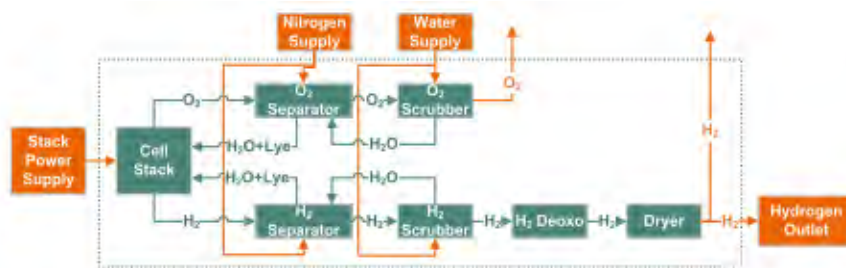 Nitrogen
Supply
Water
Supply
O₂
Separator
O₂
Scrubber
O₂
O₂
O₂
Stack
Power
Supply
Cell
Stack
H₂O+Lye
H₂O
H₂O+Lye
H₂O
H₂
H₂
H₂
Separator
H₂
H₂
Scrubber
H₂
H₂ Deoxo
H₂
Dryer
H₂
Hydrogen
Outlet